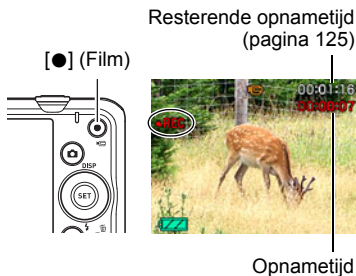 Resterende opnametijd
(pagina 125)
[●] (Film)
00:01:16
00:00:07
●REC
DISP
SET
Opnametijd